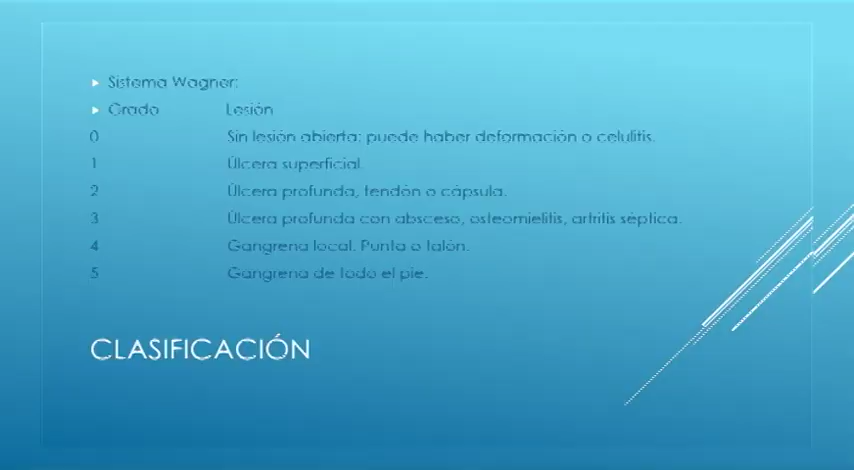 Sistema Wagner:
Grado Lesión
0 Sin lesión abierta: puede haber deformación o celulitis.
1 Úlcera superficial.
2 Úlcera profunda, tendón o cápsula.
3 Úlcera profunda con absceso, osteomielitis, artritis séptica.
4 Gangrena local. Punta o talón.
5 Gangrena de todo el pie.
CLASIFICACIÓN